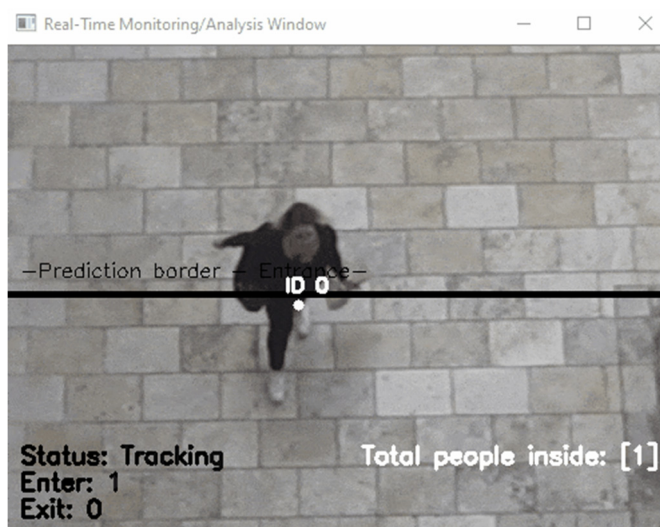 Real-Time Monitoring/Analysis Window
-Prediction border - Entrance-
ID 0
Status: Tracking
Total people inside: [1]
Enter: 1
Exit: 0